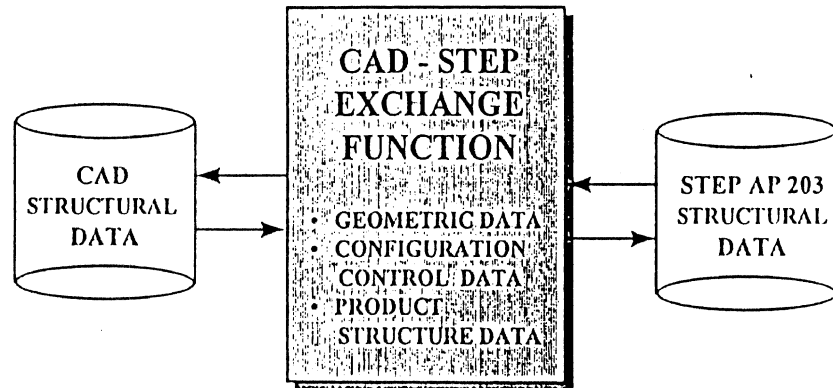 CAD
STRUCTURAL
DATA
CAD - STEP
EXCHANGE
FUNCTION
• GEOMETRIC DATA
• CONFIGURATION
CONTROL DATA
• PRODUCT
STRUCTURE DATA
STEP AP 203
STRUCTURAL
DATA